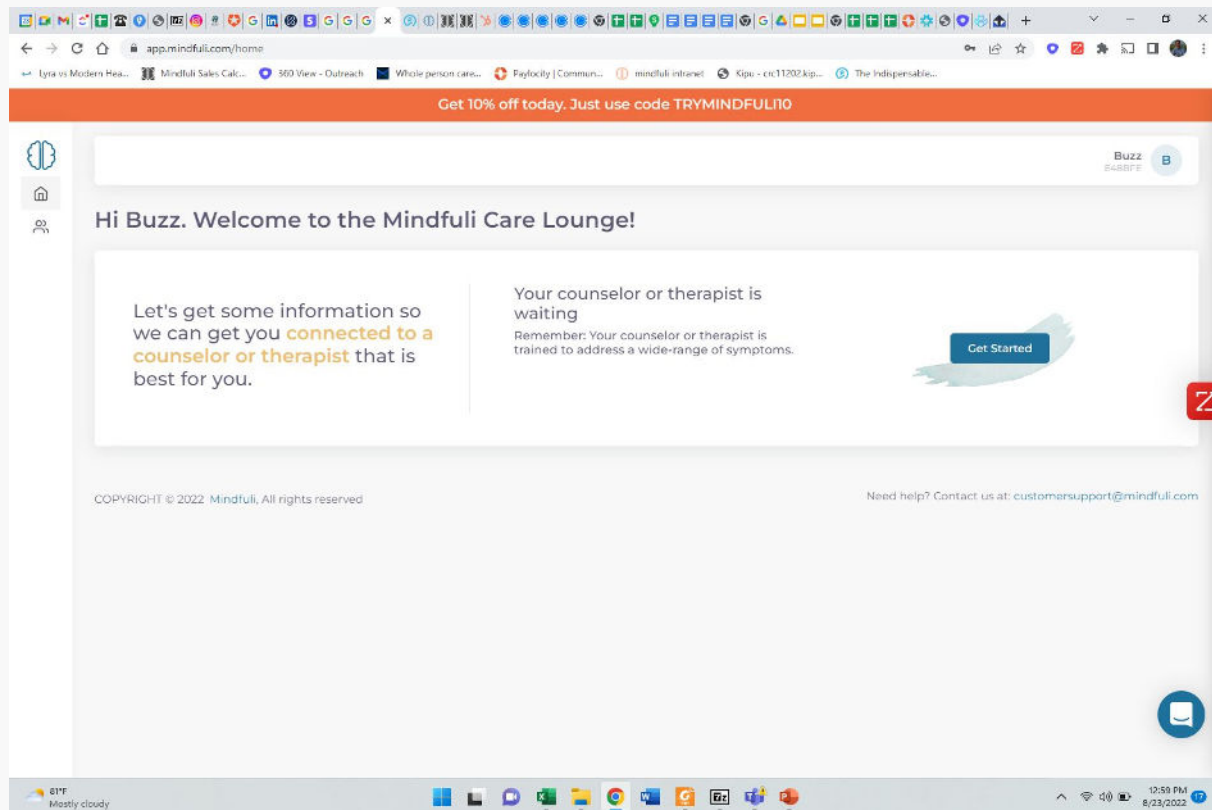 app.mindfuli.com/home
Lyra vs Modern Hea...
Mindfuli Sales Calc...
360 View - Outreach
Whole person care...
Paylocity | Commun...
mindfuli intranet
Kipu - crc11202.kip...
The Indispensable...
Get 10% off today. Just use code TRYMINDFULI10
Buzz
B
Hi Buzz. Welcome to the Mindfuli Care Lounge!
Let's get some information so
we can get you connected to a
counselor or therapist that is
best for you.
Your counselor or therapist is
waiting
Remember: Your counselor or therapist is
trained to address a wide-range of symptoms.
Get Started
Z
COPYRIGHT © 2022 Mindfuli, All rights reserved
Need help? Contact us at: customersupport@mindfuli.com
81°F
Mostly cloudy
12:59 PM
8/23/2022
17